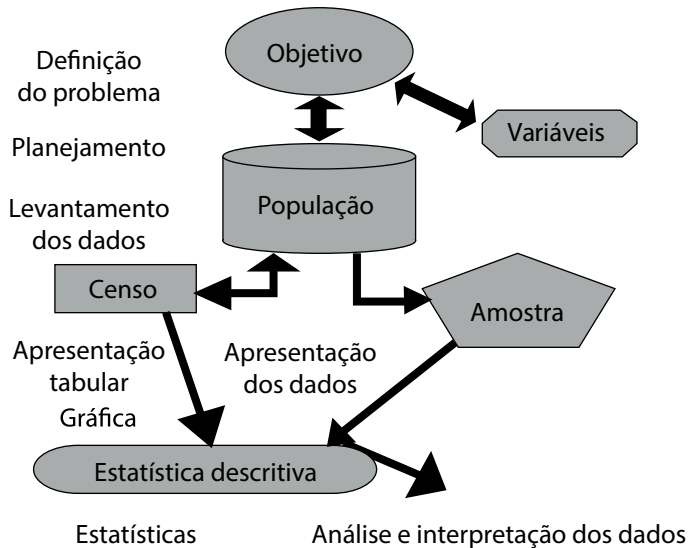 Objetivo
Definição
do problema
Variáveis
Planejamento
População
Levantamento
dos dados
Censo
Amostra
Apresentação
tabular
Gráfica
Apresentação
dos dados
Estatística descritiva
Estatísticas
Análise e interpretação dos dados